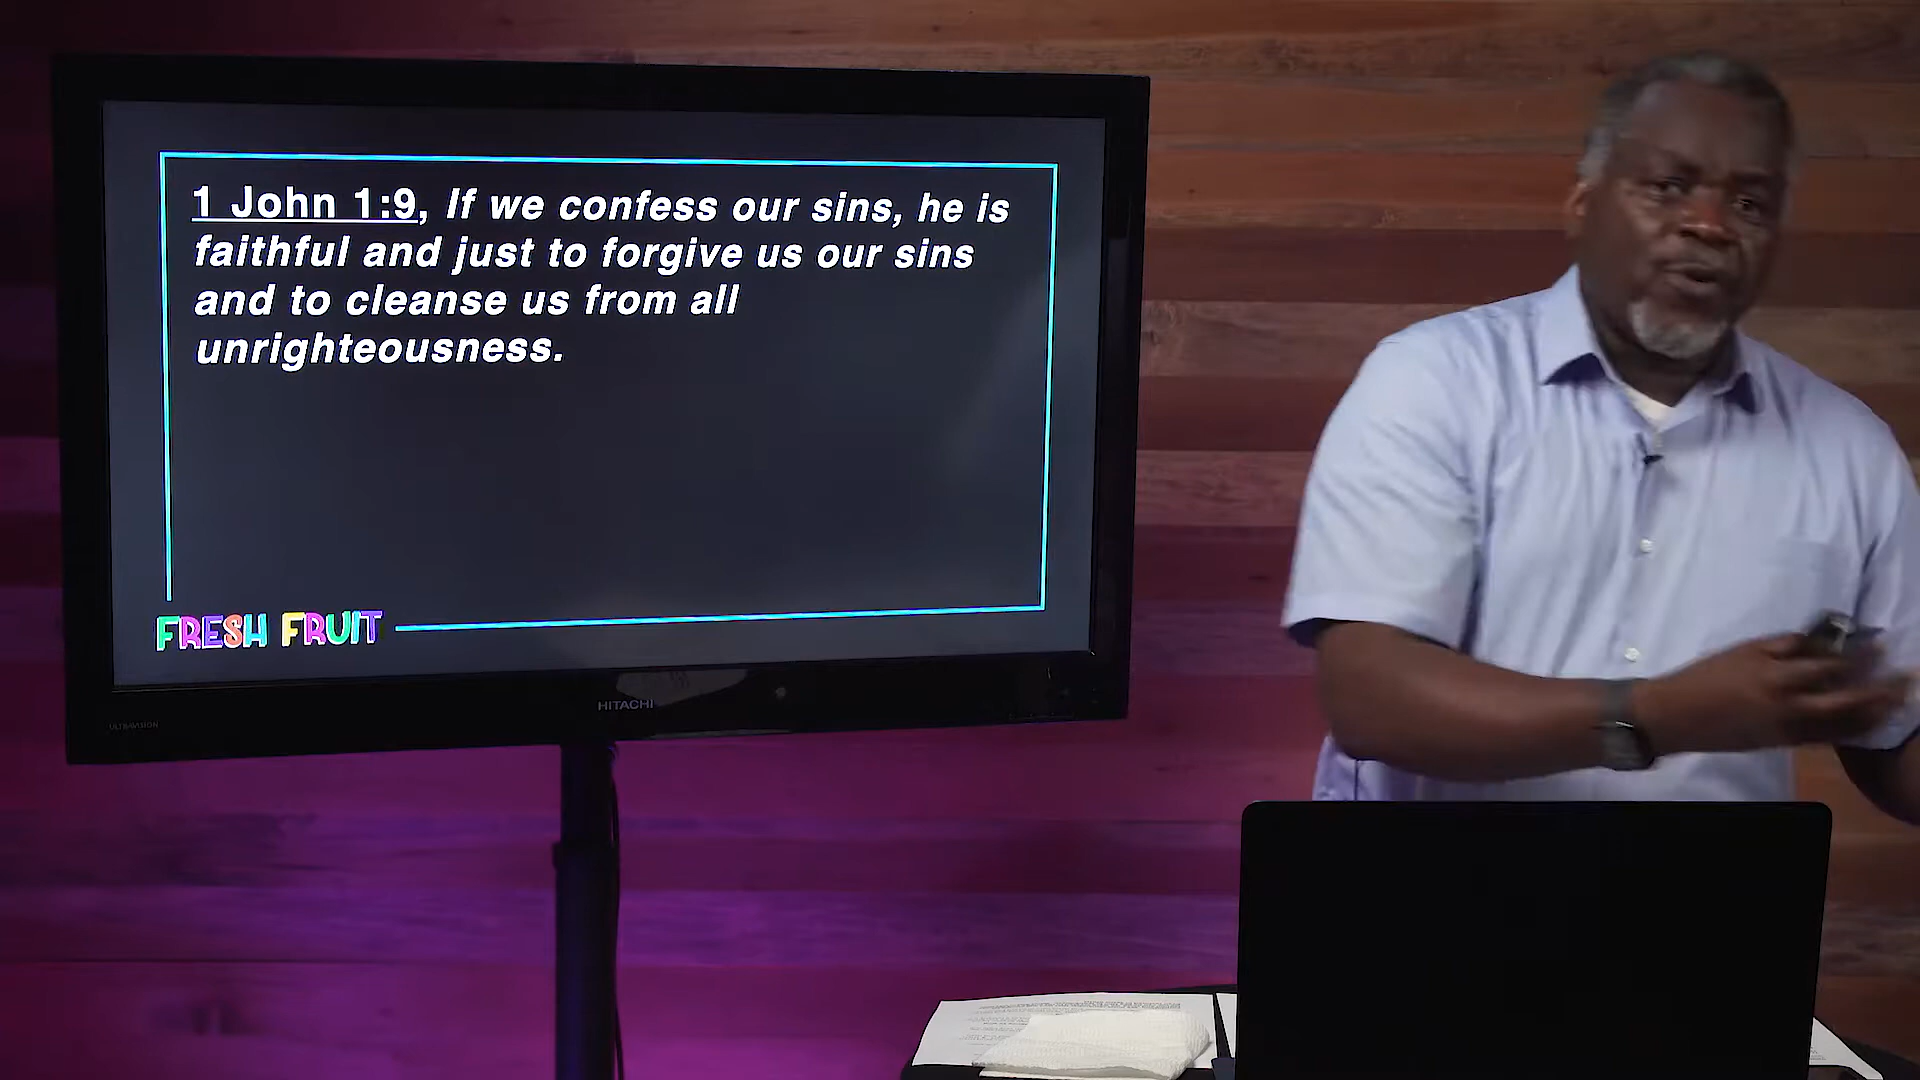 1 John 1:9, If we confess our sins, he is
faithful and just to forgive us our sins
and to cleanse us from all
unrighteousness.
FRESH FRUIT
HITACHI